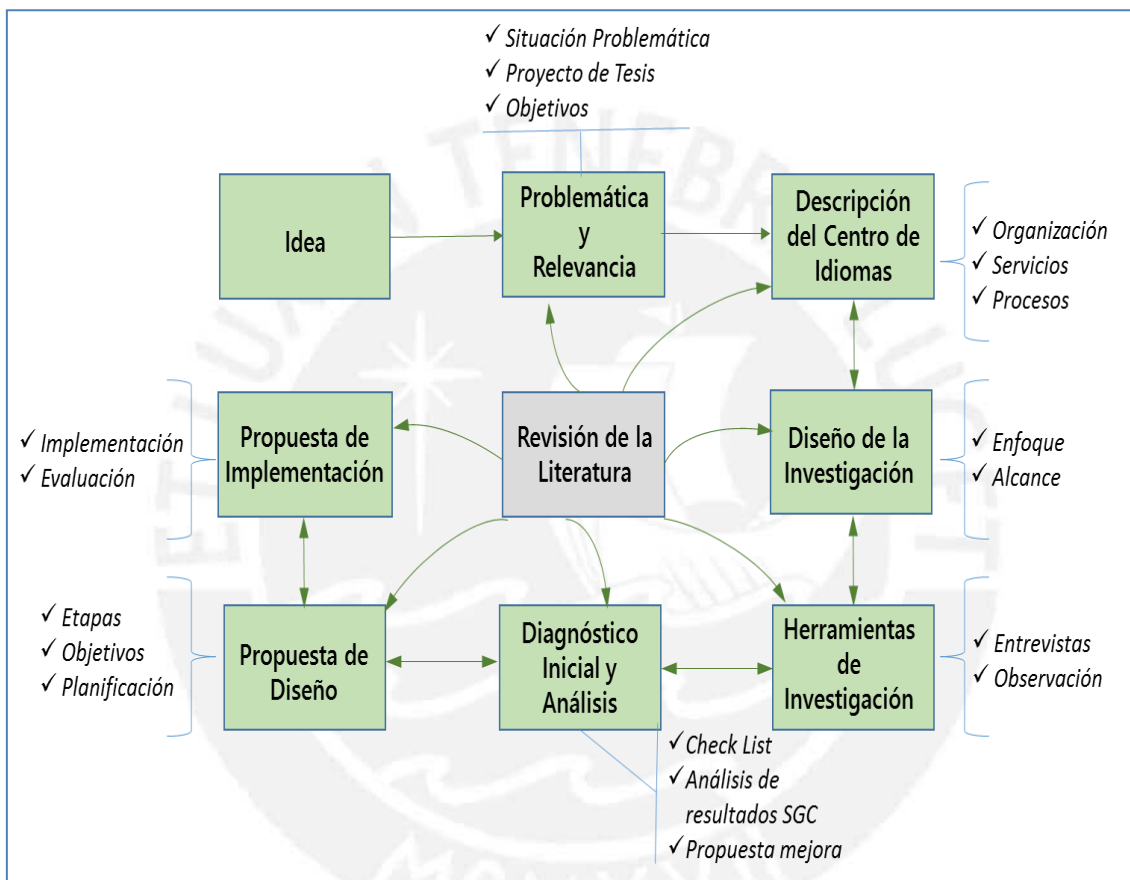 ✓ Situación Problemática
✓ Proyecto de Tesis
✓ Objetivos
Idea
Problemática
y
Relevancia
Descripción
del Centro de
Idiomas
✓ Organización
✓ Servicios
✓ Procesos
✓ Implementación
✓ Evaluación
Propuesta de
Implementación
Revisión de la
Literatura
Diseño de la
Investigación
✓ Enfoque
✓ Alcance
✓ Etapas
✓ Objetivos
✓ Planificación
Propuesta de
Diseño
Diagnóstico
Inicial y
Análisis
Herramientas
de
Investigación
✓ Entrevistas
✓ Observación
✓ Check List
✓ Análisis de
resultados SGC
✓ Propuesta mejora